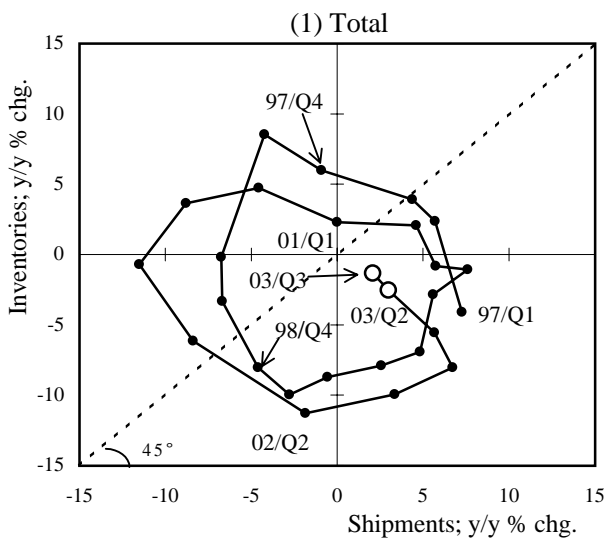 (1) Total
Inventories; y/y % chg.
15
10
5
0
-5
-10
-15
97/Q4
01/Q1
03/Q3
03/Q2
97/Q1
98/Q4
02/Q2
45°
-15
-10
-5
0
5
10
15
Shipments; y/y % chg.